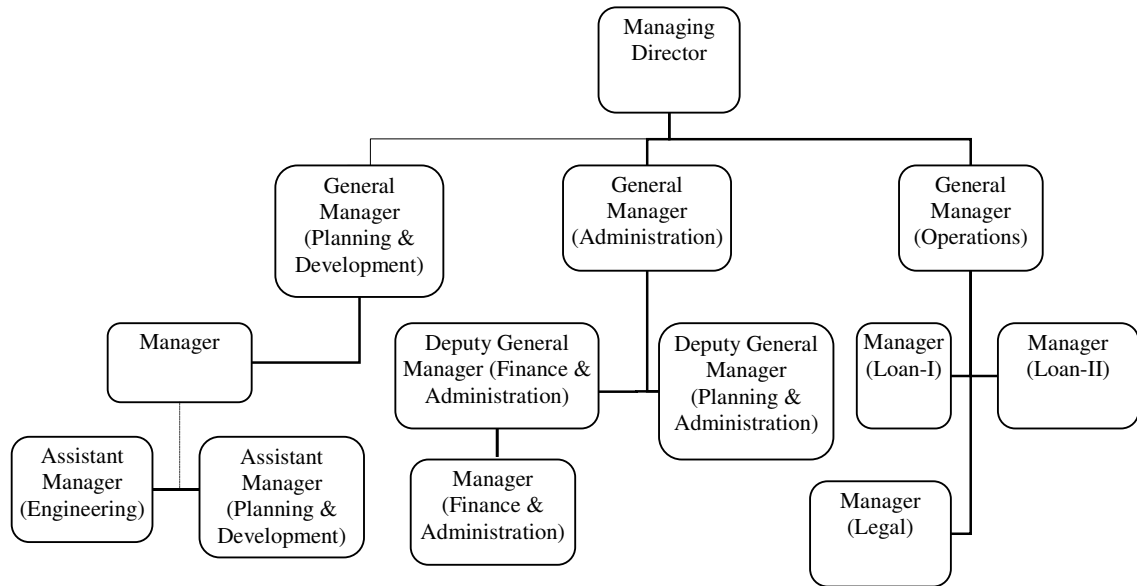 Managing
Director
General
Manager
(Planning &
Development)
General
Manager
(Administration)
General
Manager
(Operations)
Manager
Deputy General
Manager (Finance &
Administration)
Deputy General
Manager
(Planning &
Administration)
Manager
(Loan-I)
Manager
(Loan-II)
Assistant
Manager
(Engineering)
Assistant
Manager
(Planning &
Development)
Manager
(Finance &
Administration)
Manager
(Legal)